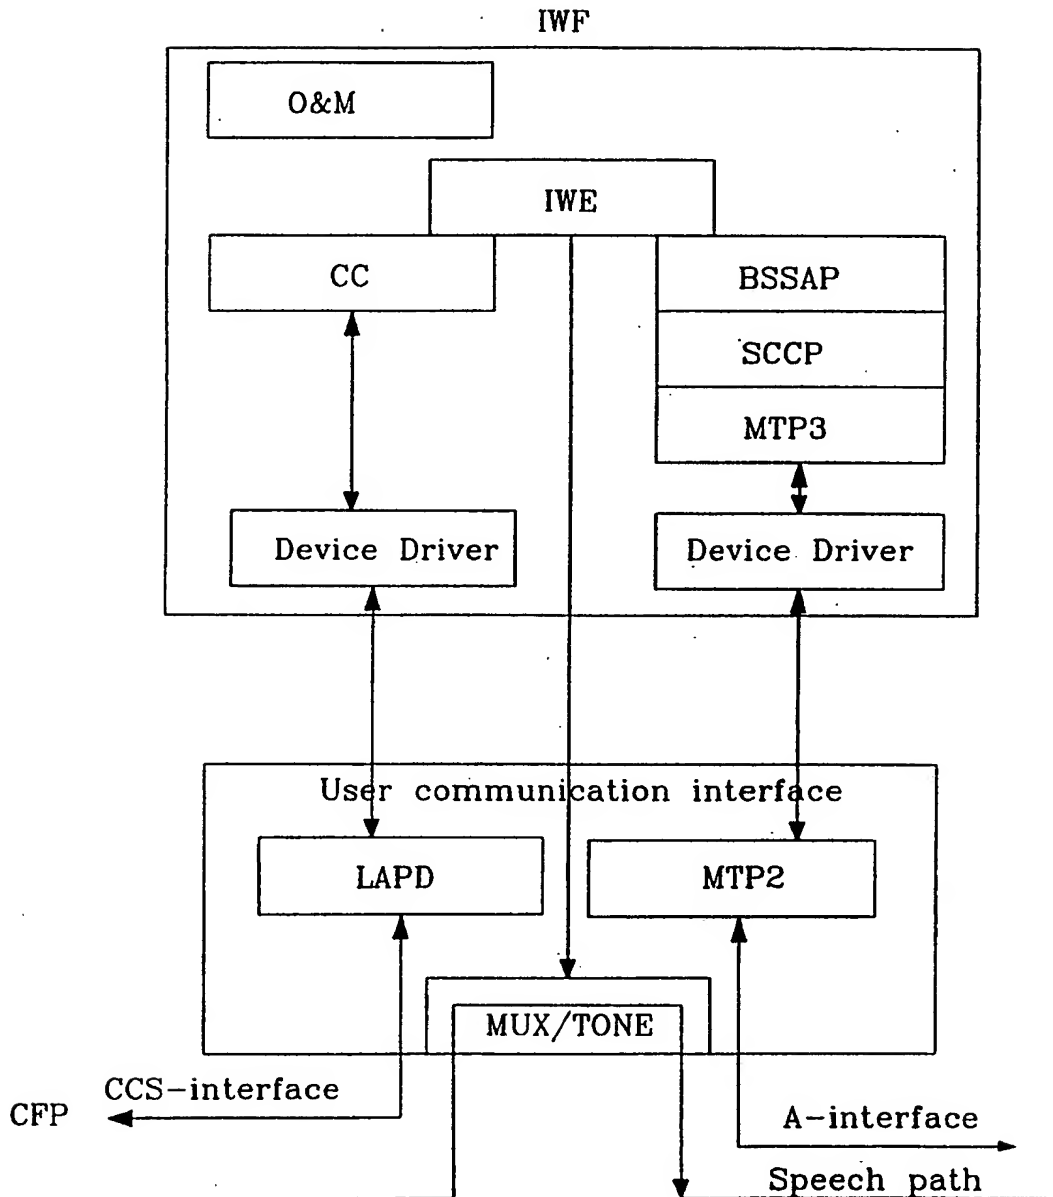 IWF
O&M
IWE
CC
BSSAP
SCCP
MTP3
Device Driver
Device Driver
User communication interface
LAPD
MTP2
MUX/TONE
CCS-interface
CFP
A-interface
Speech path